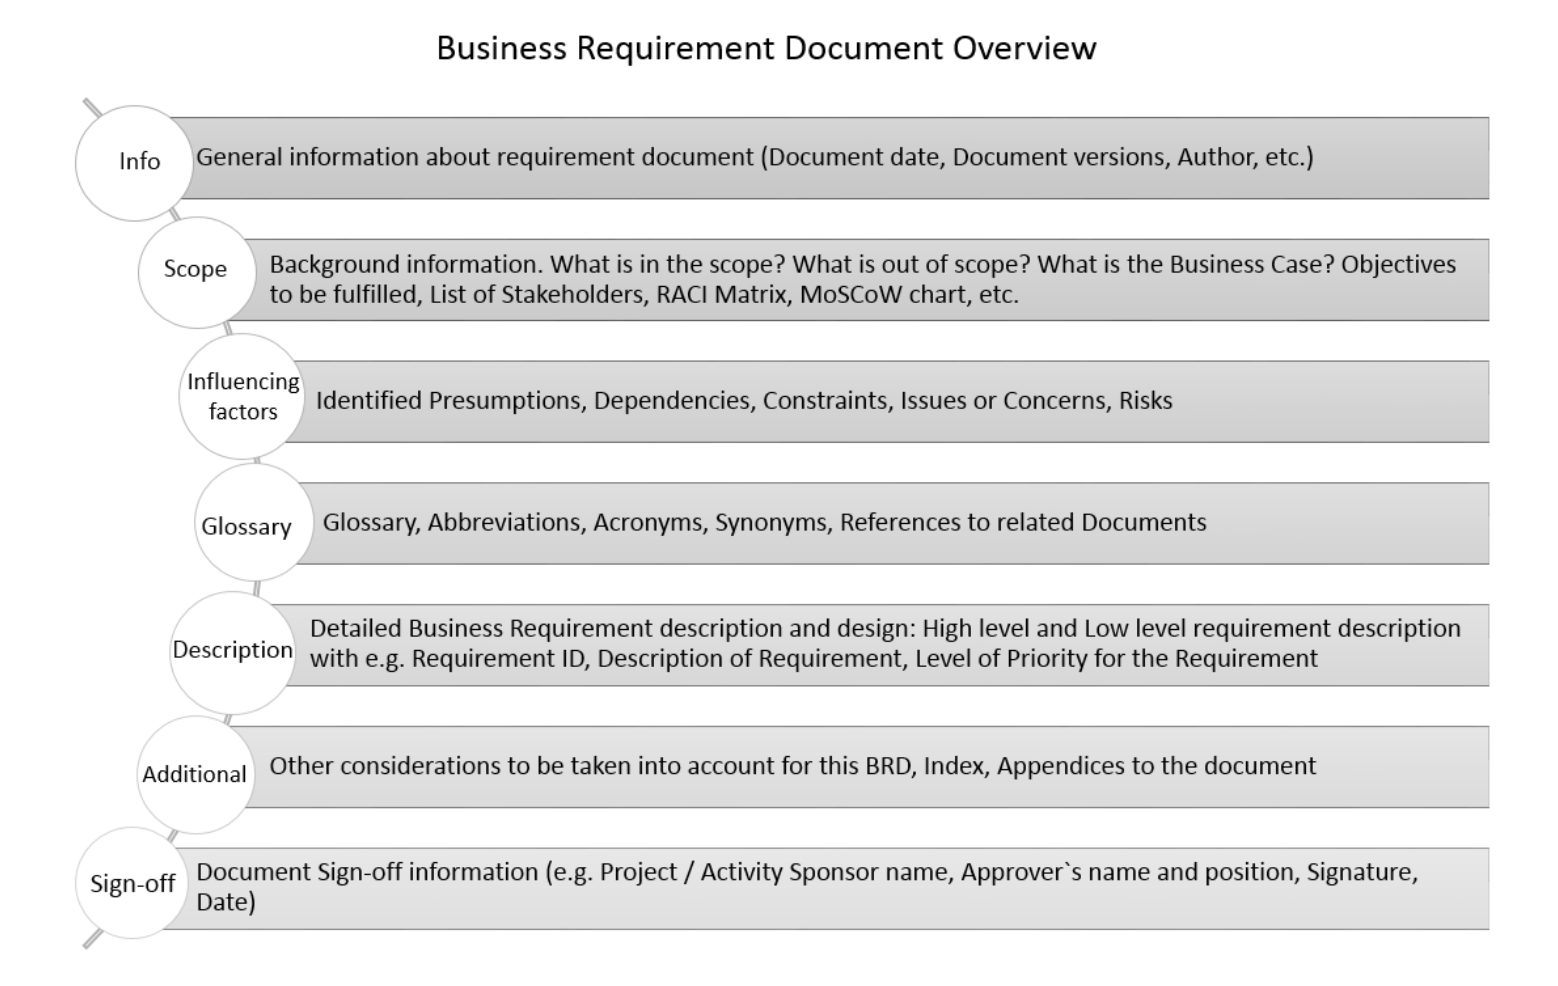 Business Requirement Document Overview
Info
General information about requirement document (Document date, Document versions, Author, etc.)
Scope
Background information. What is in the scope? What is out of scope? What is the Business Case? Objectives
to be fulfilled, List of Stakeholders, RACI Matrix, MoSCoW chart, etc.
Influencing
factors
Identified Presumptions, Dependencies, Constraints, Issues or Concerns, Risks
Glossary
Glossary, Abbreviations, Acronyms, Synonyms, References to related Documents
Description
Detailed Business Requirement description and design: High level and Low level requirement description
with e.g. Requirement ID, Description of Requirement, Level of Priority for the Requirement
Additional
Other considerations to be taken into account for this BRD, Index, Appendices to the document
Sign-off
Document Sign-off information (e.g. Project / Activity Sponsor name, Approver`s name and position, Signature,
Date)